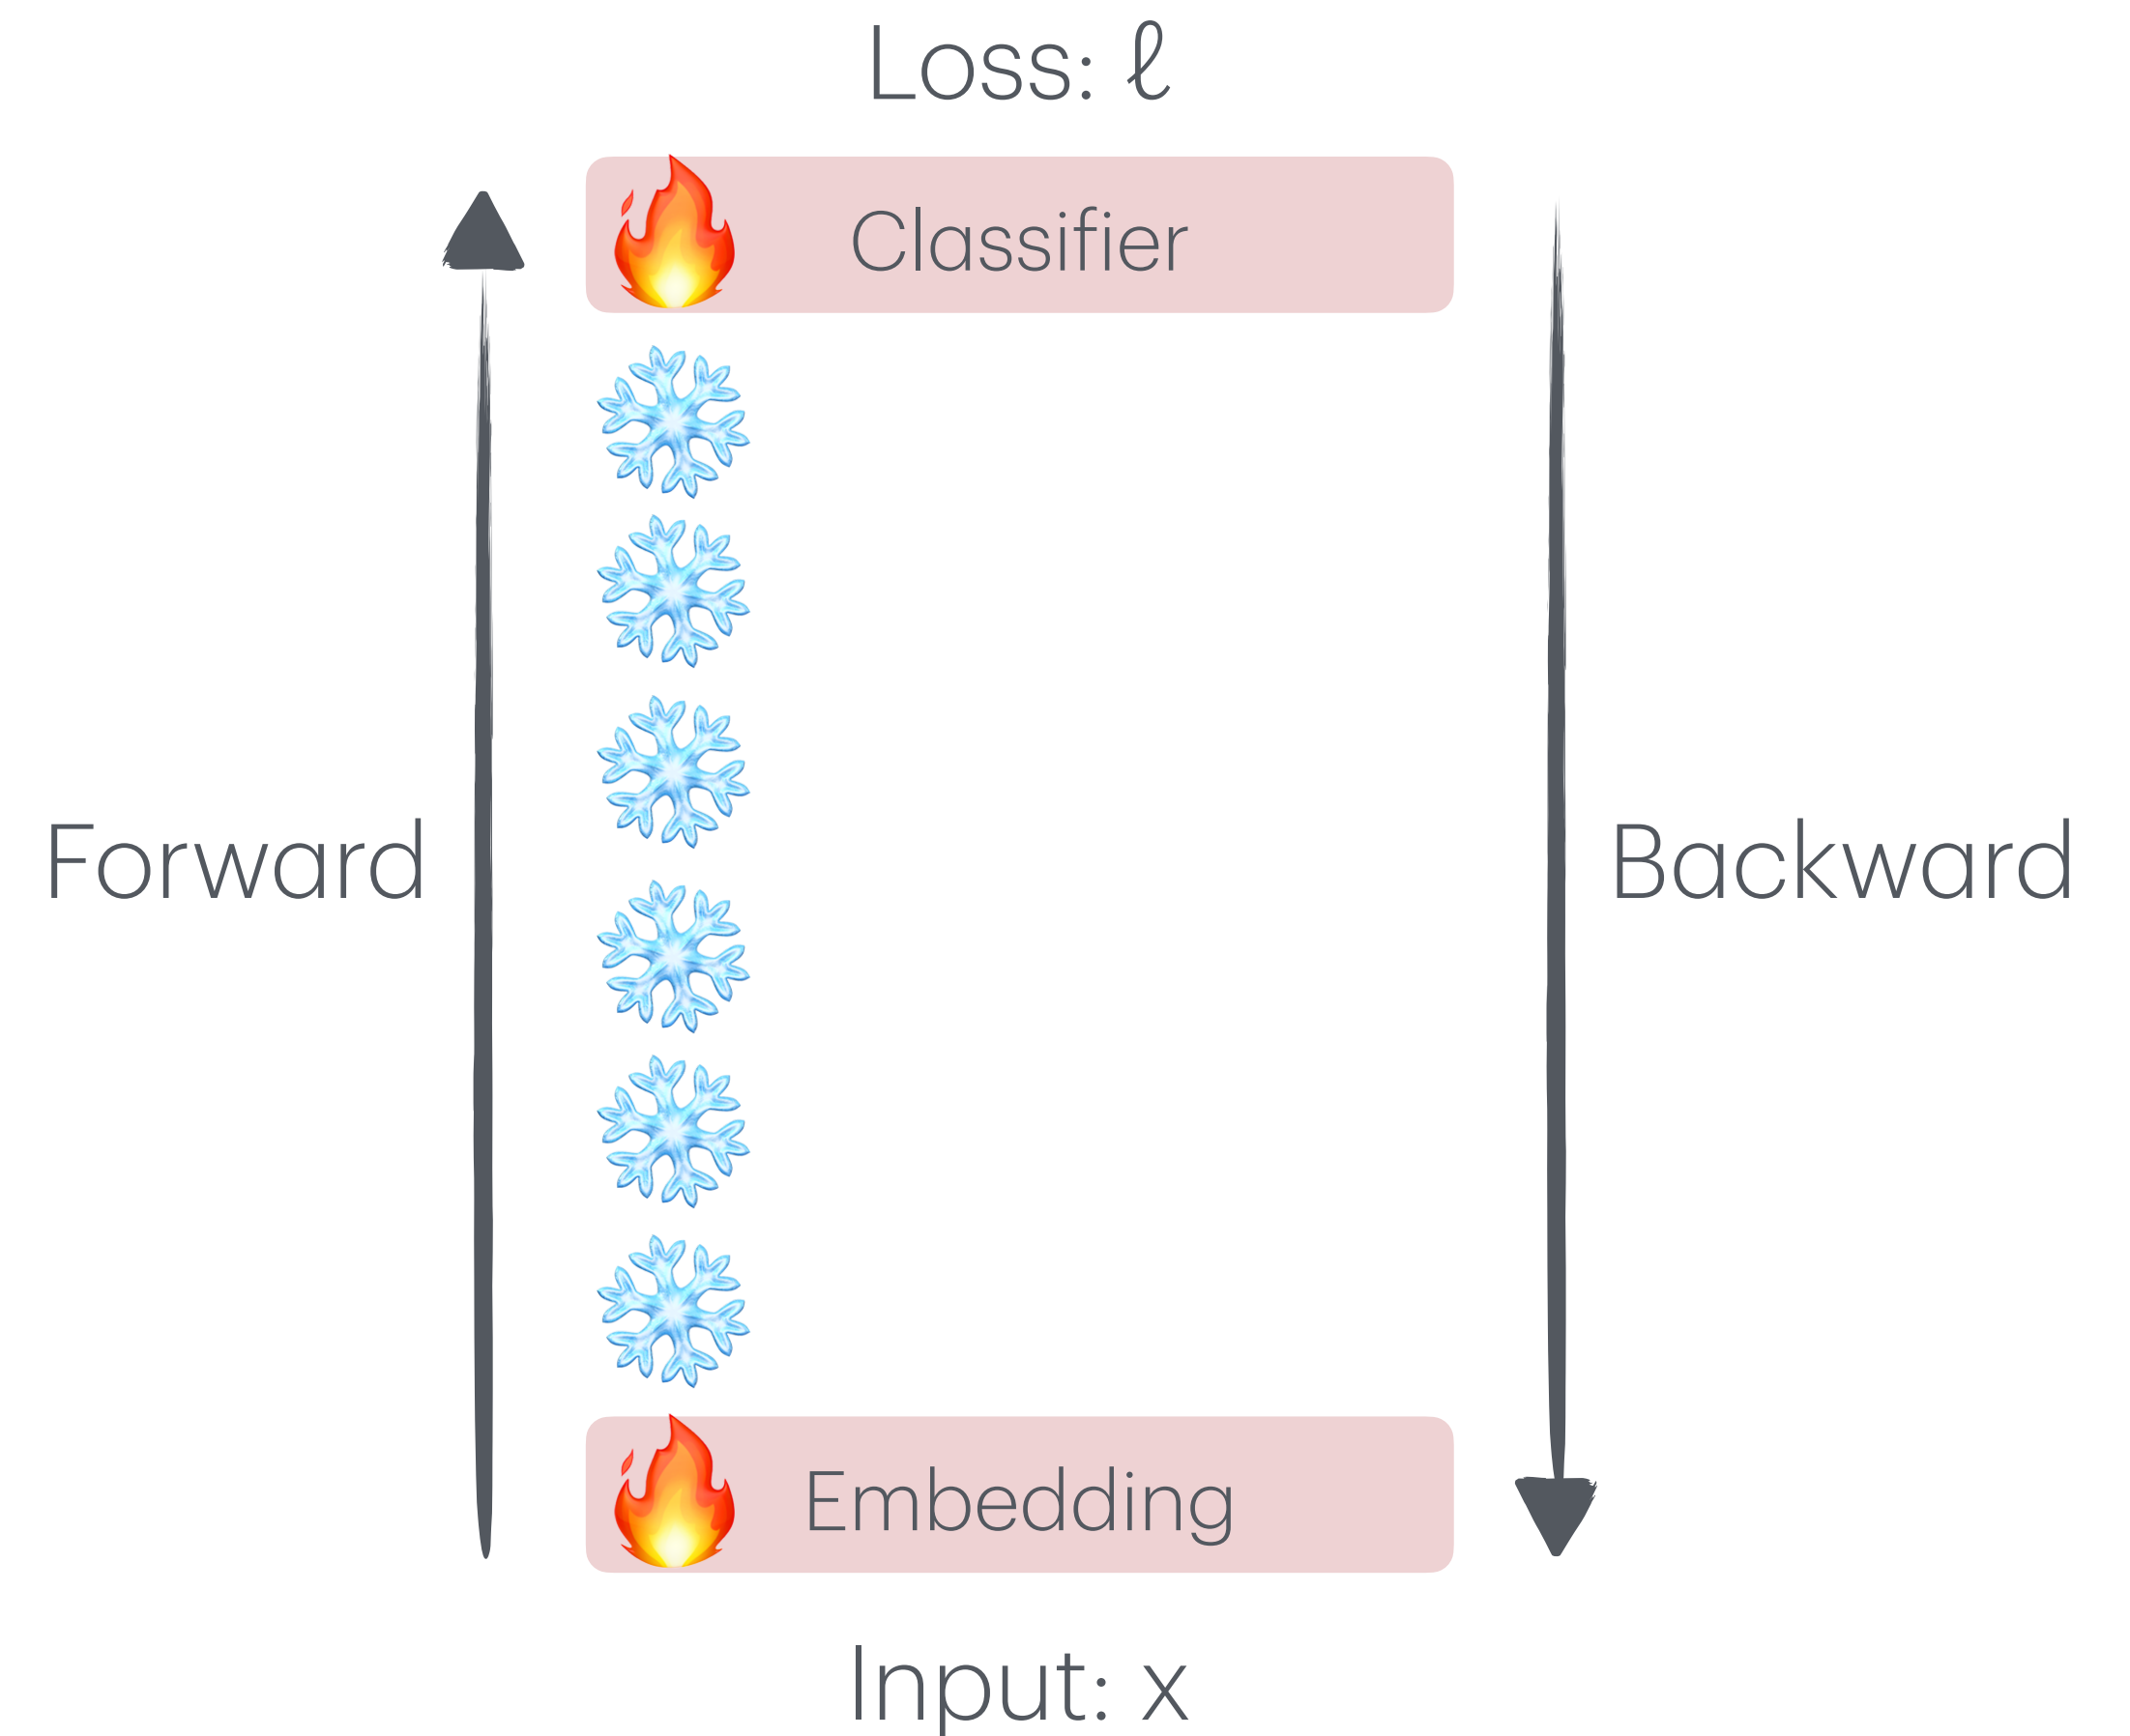 Loss: ℓ
Classifier
Forward
Backward
Embedding
Input: x